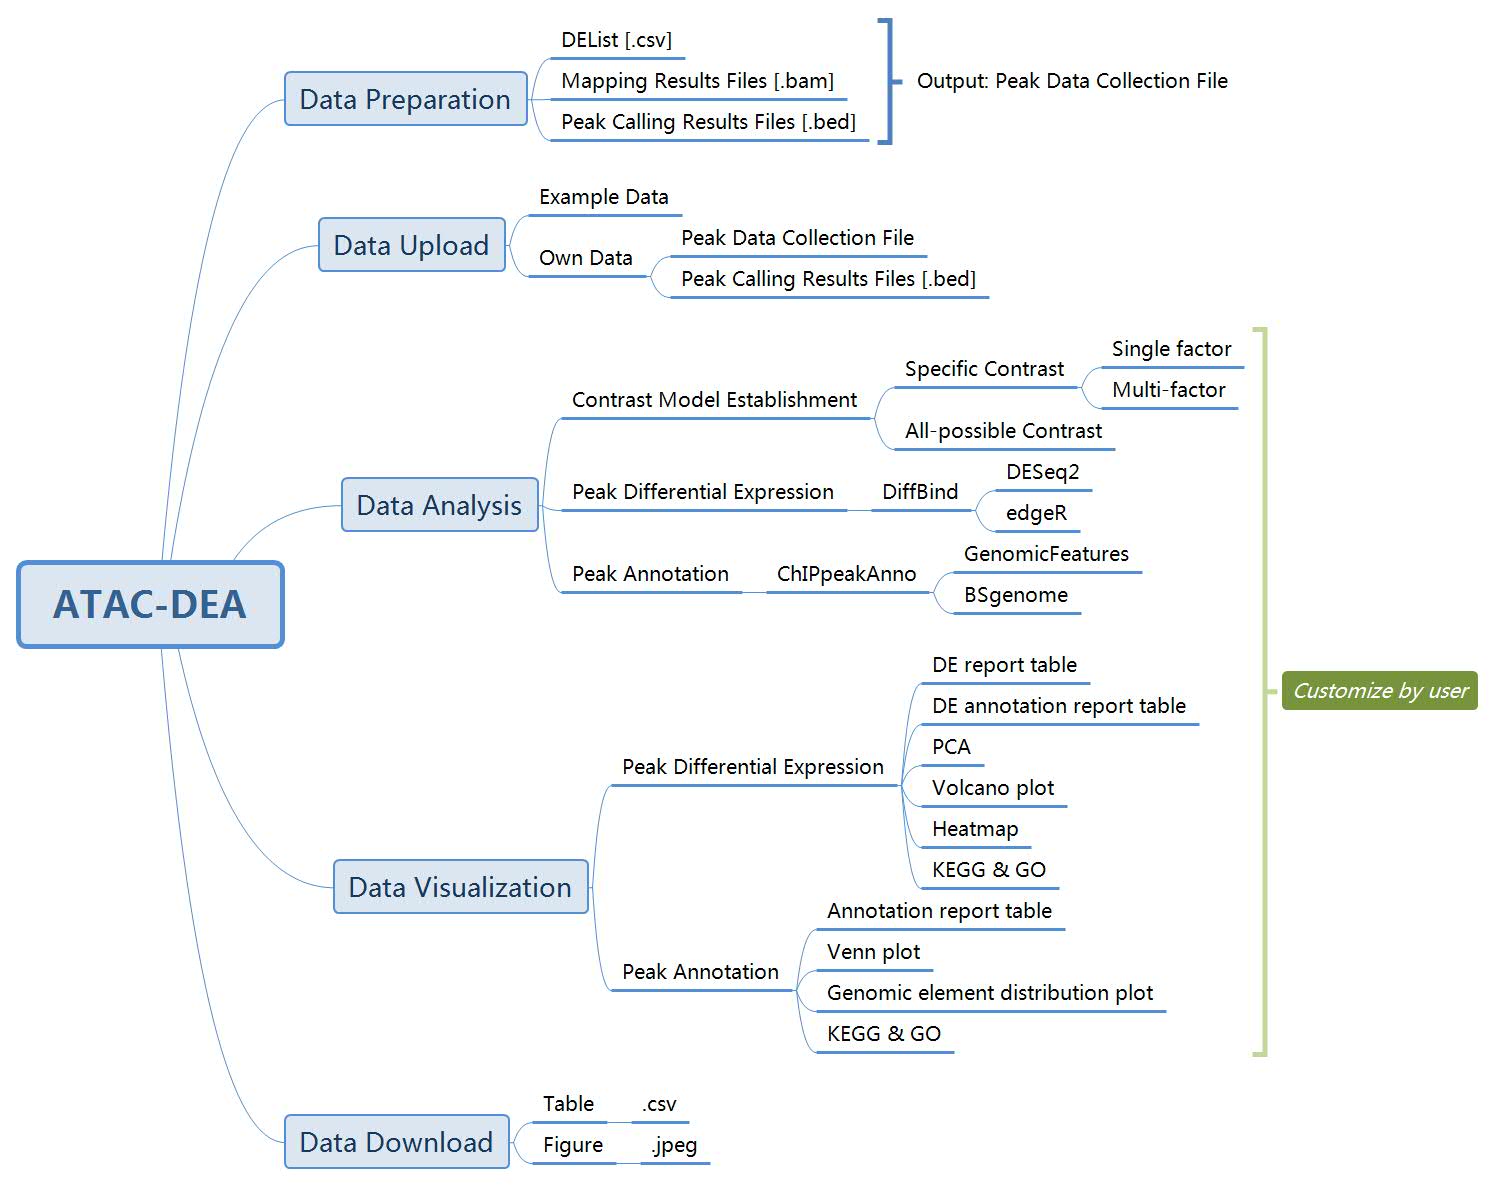 ATAC-DEA
Data Preparation
DEList [.csv]
Mapping Results Files [.bam]
Peak Calling Results Files [.bed]
Output: Peak Data Collection File
Data Upload
Example Data
Own Data
Peak Data Collection File
Peak Calling Results Files [.bed]
Data Analysis
Contrast Model Establishment
Specific Contrast
Single factor
Multi-factor
All-possible Contrast
Peak Differential Expression
DiffBind
DESeq2
edgeR
Peak Annotation
ChIPpeakAnno
GenomicFeatures
BSgenome
Data Visualization
Peak Differential Expression
DE report table
DE annotation report table
PCA
Volcano plot
Heatmap
KEGG & GO
Peak Annotation
Annotation report table
Venn plot
Genomic element distribution plot
KEGG & GO
Customize by user
Data Download
Table
.csv
Figure
.jpeg